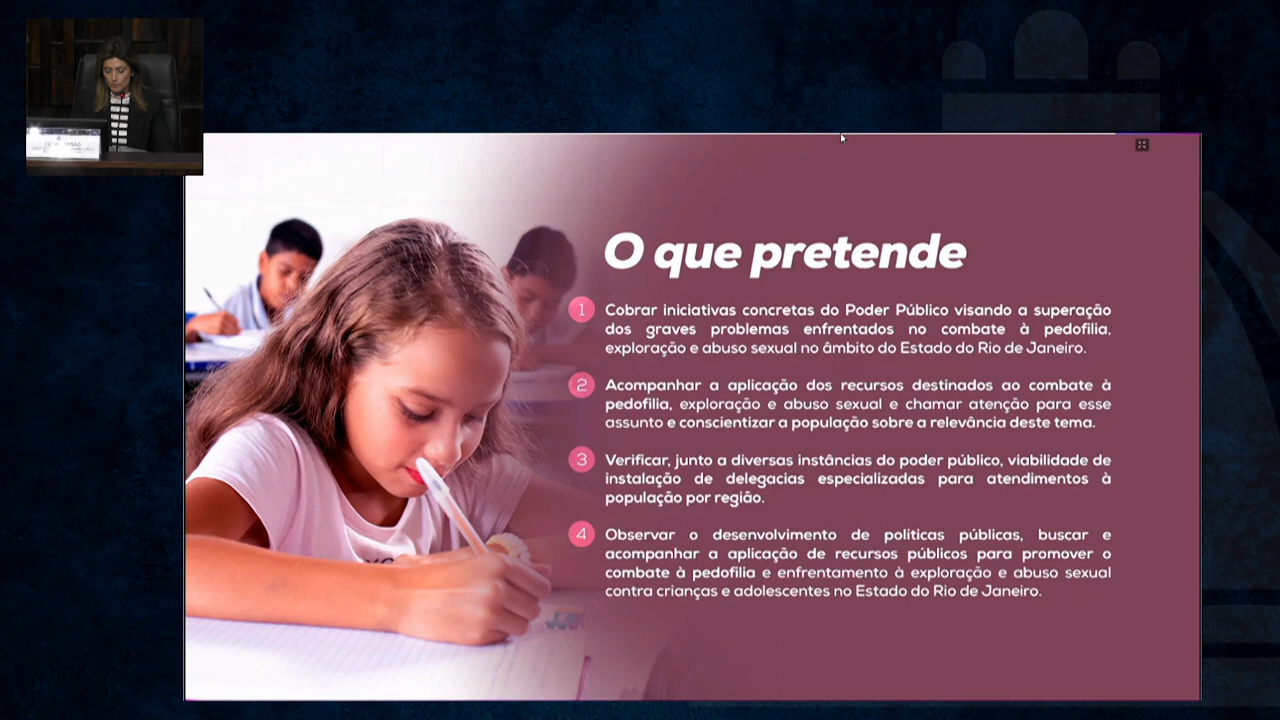 O que pretende
1 Cobrar iniciativas concretas do Poder Público visando a superação
dos graves problemas enfrentados no combate à pedofilia,
exploração e abuso sexual no âmbito do Estado do Rio de Janeiro.
2 Acompanhar a aplicação dos recursos destinados ao combate à
pedofilia, exploração e abuso sexual e chamar atenção para esse
assunto e conscientizar a população sobre a relevância deste tema.
3 Verificar, junto a diversas instâncias do poder público, viabilidade de
instalação de delegacias especializadas para atendimentos à
população por região.
4 Observar o desenvolvimento de políticas públicas, buscar e
acompanhar a aplicação de recursos públicos para promover o
combate à pedofilia e enfrentamento à exploração e abuso sexual
contra crianças e adolescentes no Estado do Rio de Janeiro.